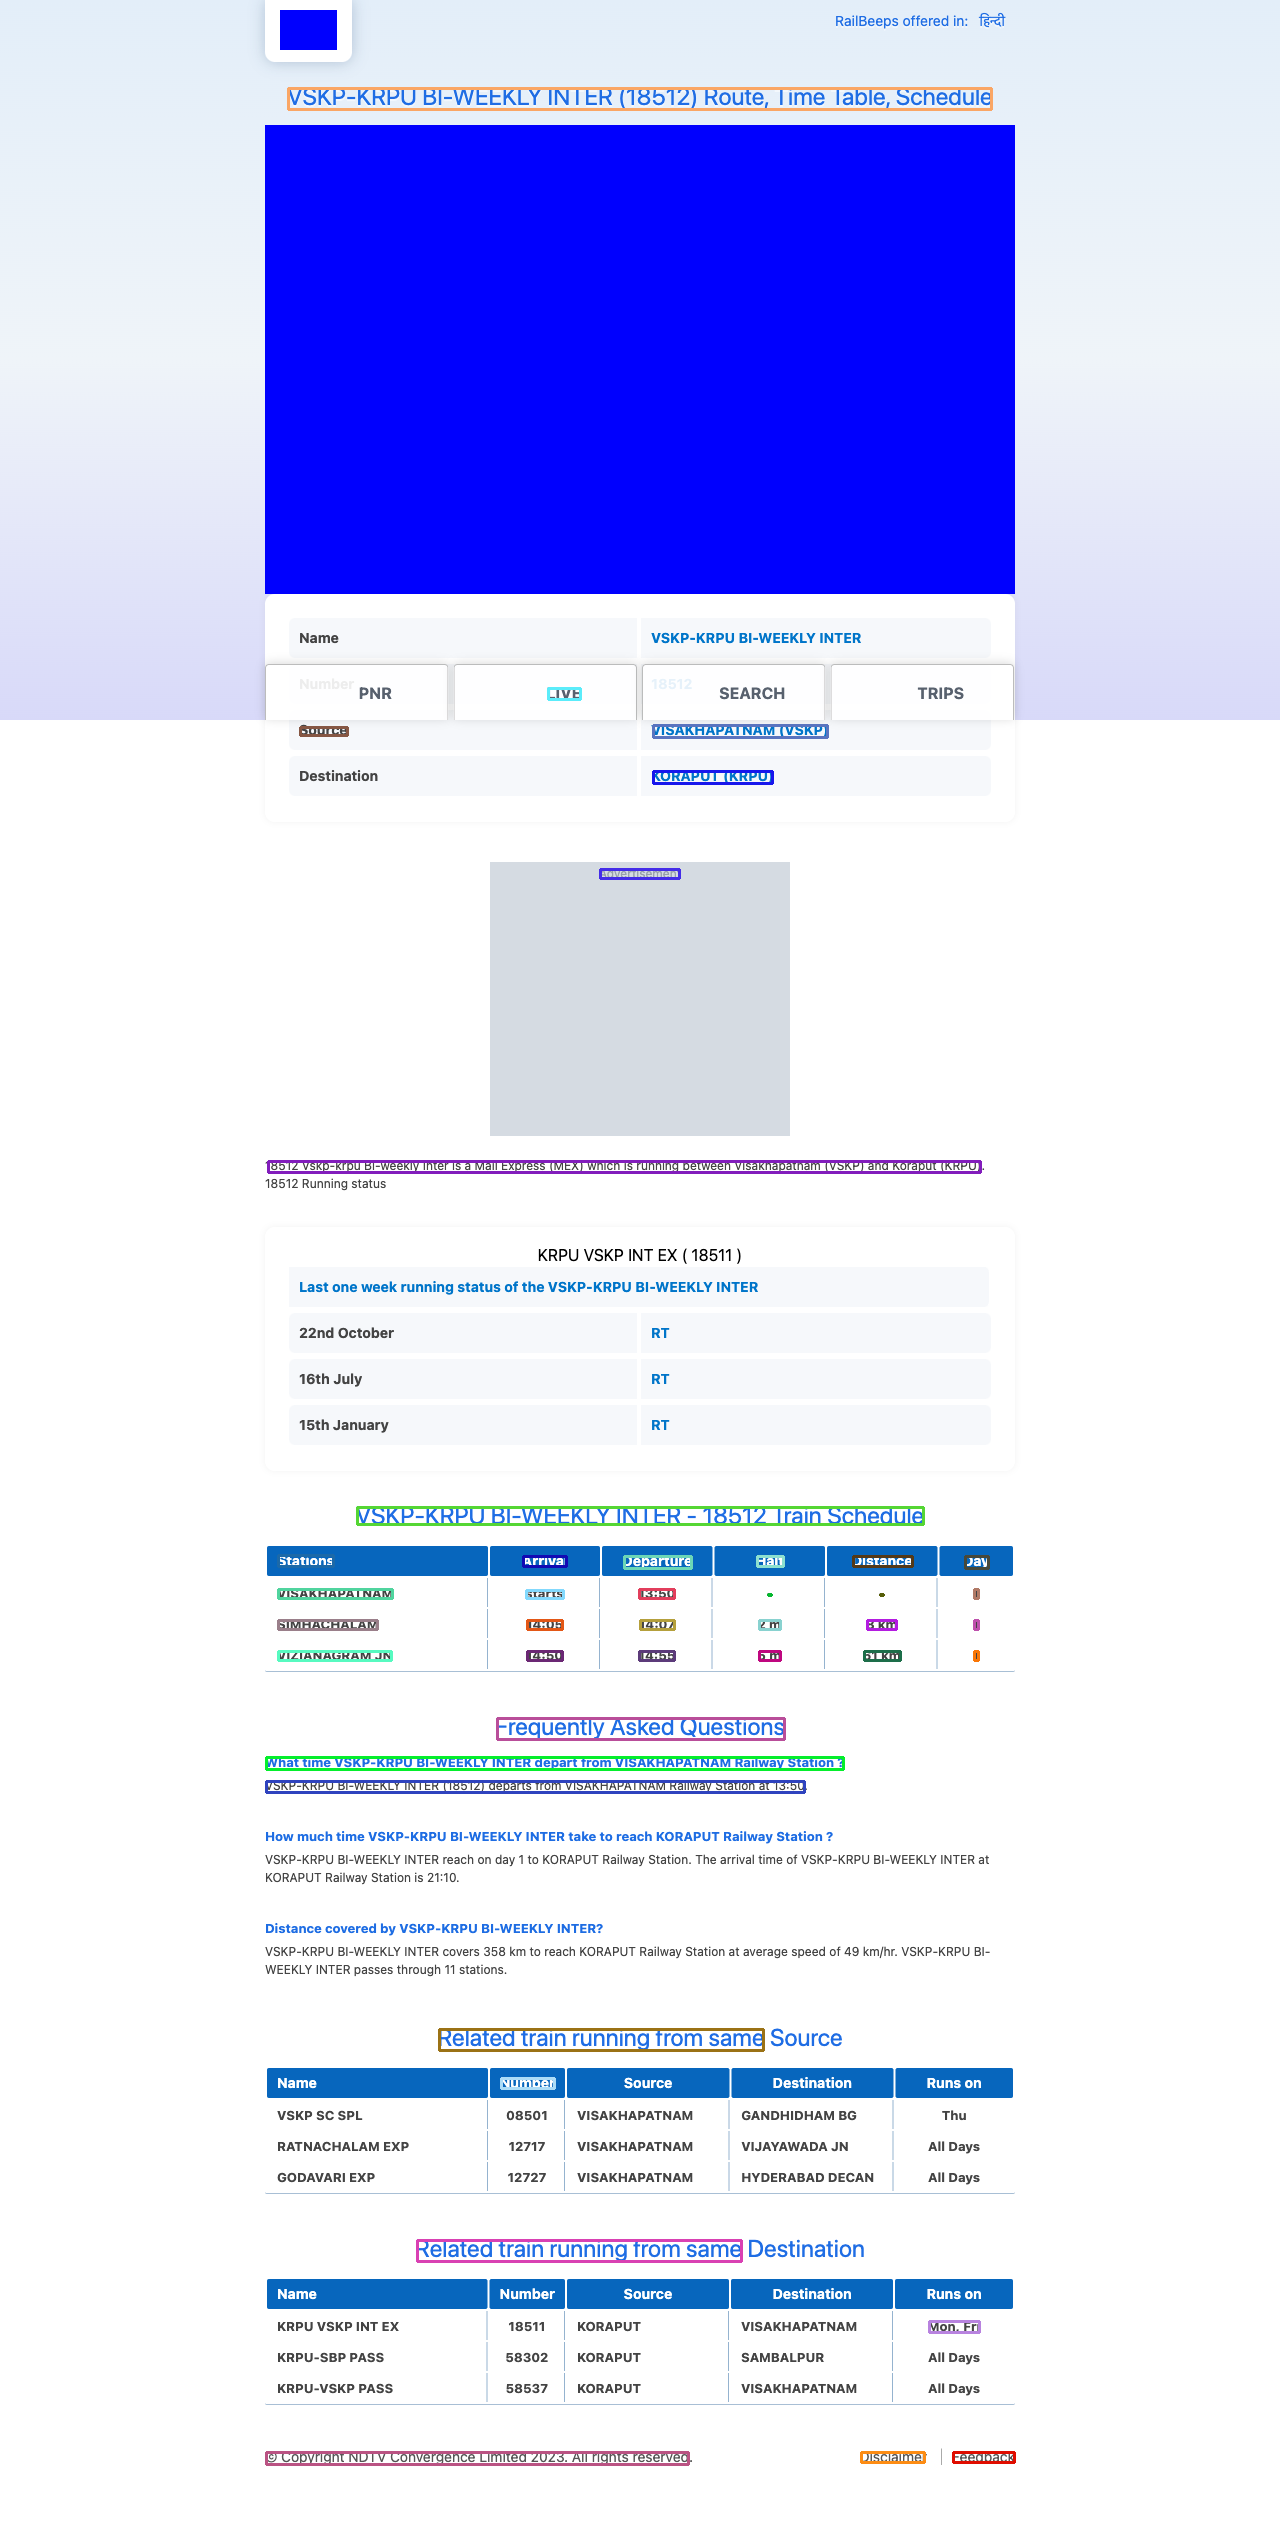 RailBeeps offered in: हिन्दी
VSKP-KRPU BI-WEEKLY INTER (18512) Route, Time Table, Schedule
Name VSKP-KRPU BI-WEEKLY INTER
Number 18512
PNR LIVE SEARCH TRIPS
Source VISAKHAPATNAM (VSKP)
Destination KORAPUT (KRPU)
advertisement
18512 Vskp-krpu Bi-weekly Inter is a Mail Express (MEX) which is running between Visakhapatnam (VSKP) and Koraput (KRPU).
18512 Running status
KRPU VSKP INT EX ( 18511 )
Last one week running status of the VSKP-KRPU BI-WEEKLY INTER
22nd October RT
16th July RT
15th January RT
VSKP-KRPU BI-WEEKLY INTER - 18512 Train Schedule
Stations Arrival Departure Halt Distance Day
VISAKHAPATNAM starts 13:50 - -
SIMHACHALAM 14:05 14:07 2 m 8 km
VIZIANAGRAM JN 14:50 14:55 5 m 61 km
Frequently Asked Questions
What time VSKP-KRPU BI-WEEKLY INTER depart from VISAKHAPATNAM Railway Station ?
VSKP-KRPU BI-WEEKLY INTER (18512) departs from VISAKHAPATNAM Railway Station at 13:50.
How much time VSKP-KRPU BI-WEEKLY INTER take to reach KORAPUT Railway Station ?
VSKP-KRPU BI-WEEKLY INTER reach on day 1 to KORAPUT Railway Station. The arrival time of VSKP-KRPU BI-WEEKLY INTER at
KORAPUT Railway Station is 21:10.
Distance covered by VSKP-KRPU BI-WEEKLY INTER?
VSKP-KRPU BI-WEEKLY INTER covers 358 km to reach KORAPUT Railway Station at average speed of 49 km/hr. VSKP-KRPU BI-
WEEKLY INTER passes through 11 stations.
Related train running from same Source
Name Number Source Destination Runs on
VSKP SC SPL 08501 VISAKHAPATNAM GANDHIDHAM BG Thu
RATNACHALAM EXP 12717 VISAKHAPATNAM VIJAYAWADA JN All Days
GODAVARI EXP 12727 VISAKHAPATNAM HYDERABAD DECAN All Days
Related train running from same Destination
Name Number Source Destination Runs on
KRPU VSKP INT EX 18511 KORAPUT VISAKHAPATNAM Mon, Fri
KRPU-SBP PASS 58302 KORAPUT SAMBALPUR All Days
KRPU-VSKP PASS 58537 KORAPUT VISAKHAPATNAM All Days
© Copyright NDTV Convergence Limited 2023. All rights reserved. Disclaimer Feedback